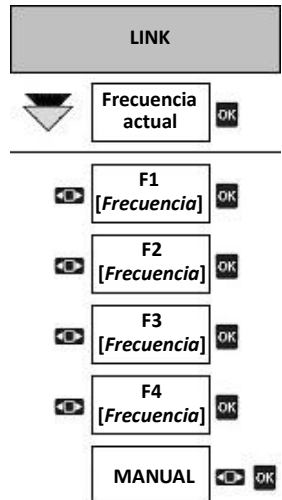 LINK
Frecuencia
actual
OK
F1
[Frecuencia]
OK
F2
[Frecuencia]
OK
F3
[Frecuencia]
OK
F4
[Frecuencia]
OK
MANUAL
OK